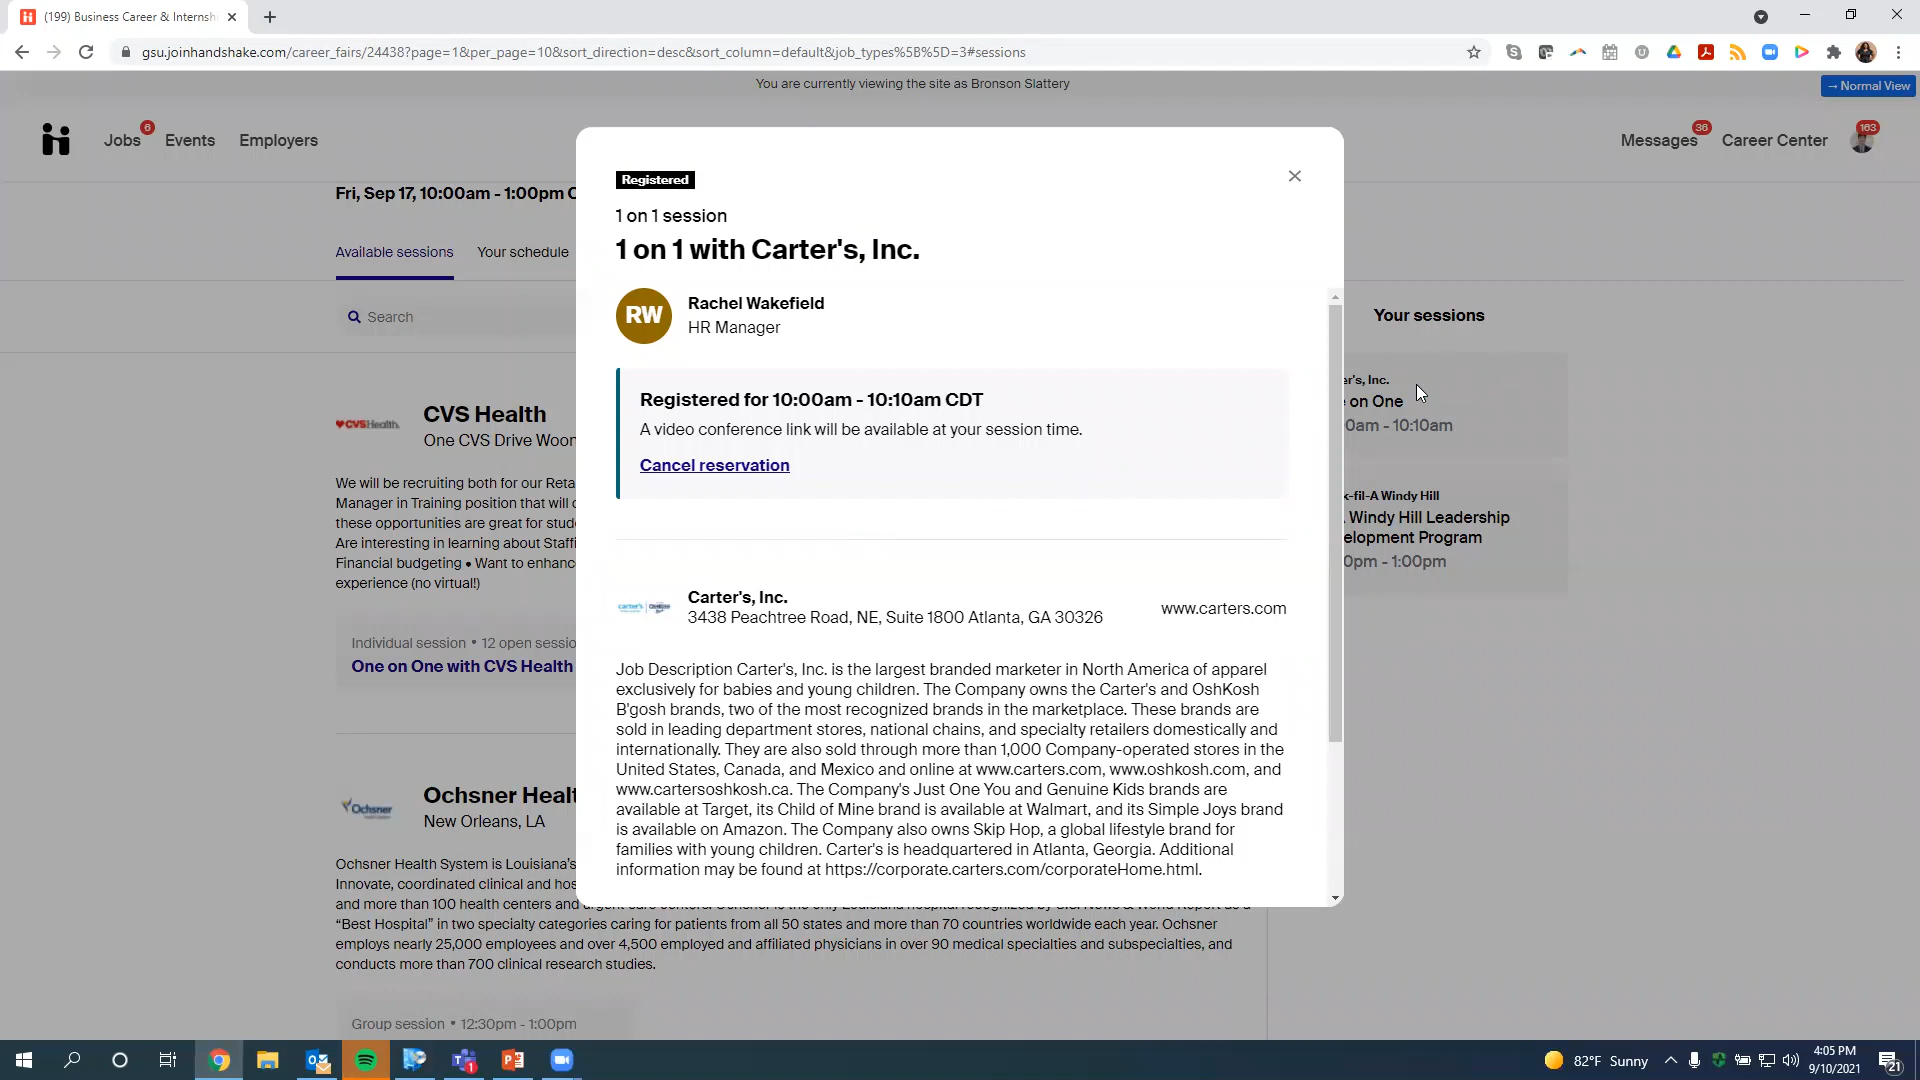 (199) Business Career & Internsh
gsu.joinhandshake.com/career_fairs/24438?page=1&per_page=10&sort_direction=desc&sort_column=default&job_types%5B%5D=3#sessions
You are currently viewing the site as Bronson Slattery
→ Normal View
Jobs 6 Events Employers
Messages 36 Career Center 163
Fri, Sep 17, 10:00am - 1:00pm C
Available sessions Your schedule
Search
CVS Health
CVS Health
One CVS Drive Woon
We will be recruiting both for our Reta
Manager in Training position that will c
these opportunities are great for stud
Are interesting in learning about Staffi
Financial budgeting • Want to enhanc
experience (no virtual!)
Individual session • 12 open sessio
One on One with CVS Health
Ochsner
Ochsner Healt
New Orleans, LA
Ochsner Health System is Louisiana's
Innovate, coordinated clinical and hos
and more than 100 health centers and
"Best Hospital" in two specialty categories caring for patients from all 50 states and more than 70 countries worldwide each year. Ochsner
employs nearly 25,000 employees and over 4,500 employed and affiliated physicians in over 90 medical specialties and subspecialties, and
conducts more than 700 clinical research studies.
Group session • 12:30pm - 1:00pm
Registered
1 on 1 session
1 on 1 with Carter's, Inc.
RW
Rachel Wakefield
HR Manager
Registered for 10:00am - 10:10am CDT
A video conference link will be available at your session time.
Cancel reservation
carter's
Carter's, Inc.
3438 Peachtree Road, NE, Suite 1800 Atlanta, GA 30326
www.carters.com
Job Description Carter's, Inc. is the largest branded marketer in North America of apparel
exclusively for babies and young children. The Company owns the Carter's and OshKosh
B'gosh brands, two of the most recognized brands in the marketplace. These brands are
sold in leading department stores, national chains, and specialty retailers domestically and
internationally. They are also sold through more than 1,000 Company-operated stores in the
United States, Canada, and Mexico and online at www.carters.com, www.oshkosh.com, and
www.cartersoshkosh.ca. The Company's Just One You and Genuine Kids brands are
available at Target, its Child of Mine brand is available at Walmart, and its Simple Joys brand
is available on Amazon. The Company also owns Skip Hop, a global lifestyle brand for
families with young children. Carter's is headquartered in Atlanta, Georgia. Additional
information may be found at https://corporate.carters.com/corporateHome.html.
Your sessions
er's, Inc.
on One
0am - 10:10am
k-fil-A Windy Hill
Windy Hill Leadership
elopment Program
0pm - 1:00pm
82°F Sunny
4:05 PM
9/10/2021
21